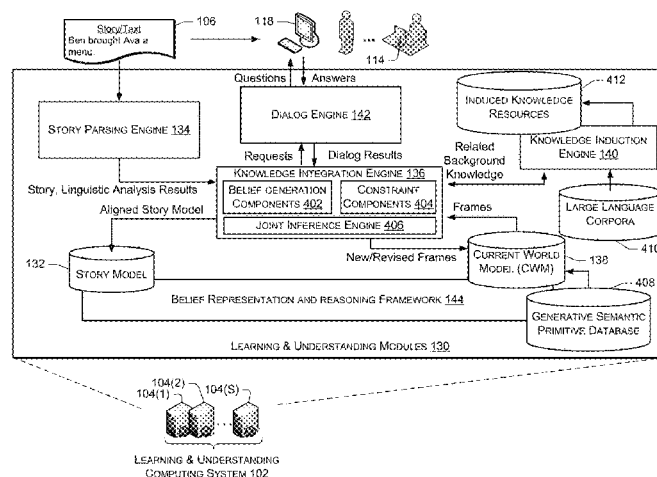 Story/Text
Ben brought Ava a
menu.
106
118
114
Questions
Answers
412
STORY PARSING ENGINE 134
DIALOG ENGINE 142
INDUCED KNOWLEDGE
RESOURCES
KNOWLEDGE INDUCTION
ENGINE 140
Requests
Dialog Results
Related
Background
Knowledge
Story, Linguistic Analysis Results
KNOWLEDGE INTEGRATION ENGINE 136
BELIEF GENERATION
COMPONENTS 402
CONSTRAINT
COMPONENTS 404
JOINT INFERENCE ENGINE 406
LARGE LANGUAGE
CORPORA
410
Aligned Story Model
Frames
New/Revised Frames
132
STORY MODEL
CURRENT WORLD
MODEL (CWM)
138
408
BELIEF REPRESENTATION AND REASONING FRAMEWORK 144
GENERATIVE SEMANTIC
PRIMITIVE DATABASE
LEARNING & UNDERSTANDING MODULES 130
104(1)
104(2)
104(S)
LEARNING & UNDERSTANDING
COMPUTING SYSTEM 102